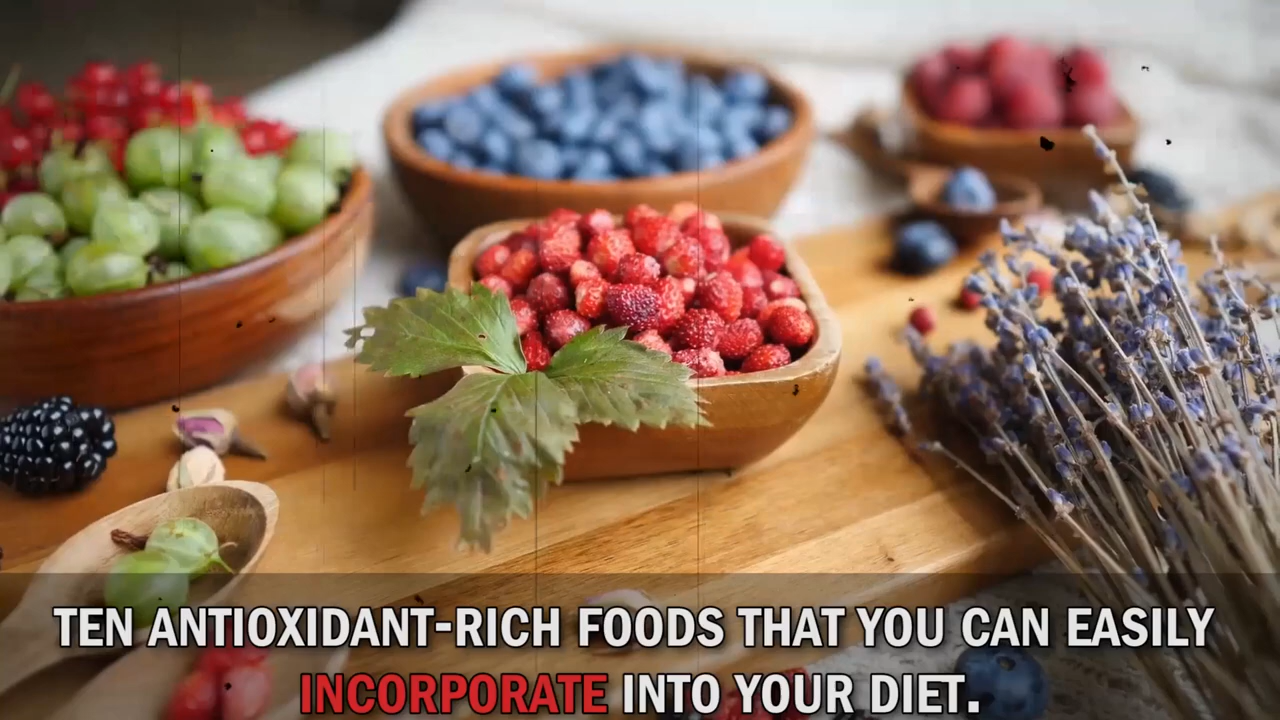 TEN ANTIOXIDANT-RICH FOODS THAT YOU CAN EASILY
INCORPORATE INTO YOUR DIET.